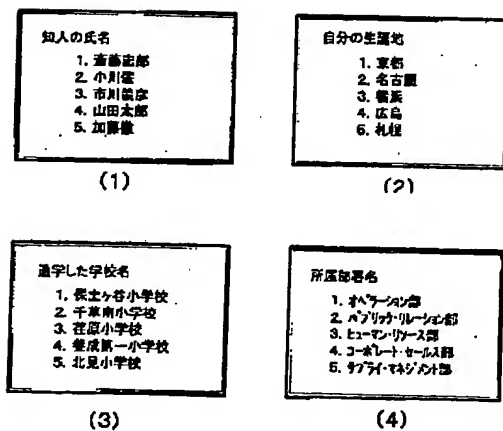 知人の氏名
1. 斎藤忠郎
2. 小川
3. 市川義彦
4. 山田太郎
5. 加藤徹
(1)
自分の生誕地
1. 京都
2. 名古屋
3. 横浜
4. 広島
5. 札幌
(2)
通学した学校名
1. 保土ヶ谷小学校
2. 千草南小学校
3. 荏原小学校
4. 養成第一小学校
5. 北見小学校
(3)
所属部署名
1. オペラーション部
2. パブリック・リレーション部
3. ヒューマン・リソース部
4. コーポレート・セールス部
5. サプライ・マネジメント部
(4)